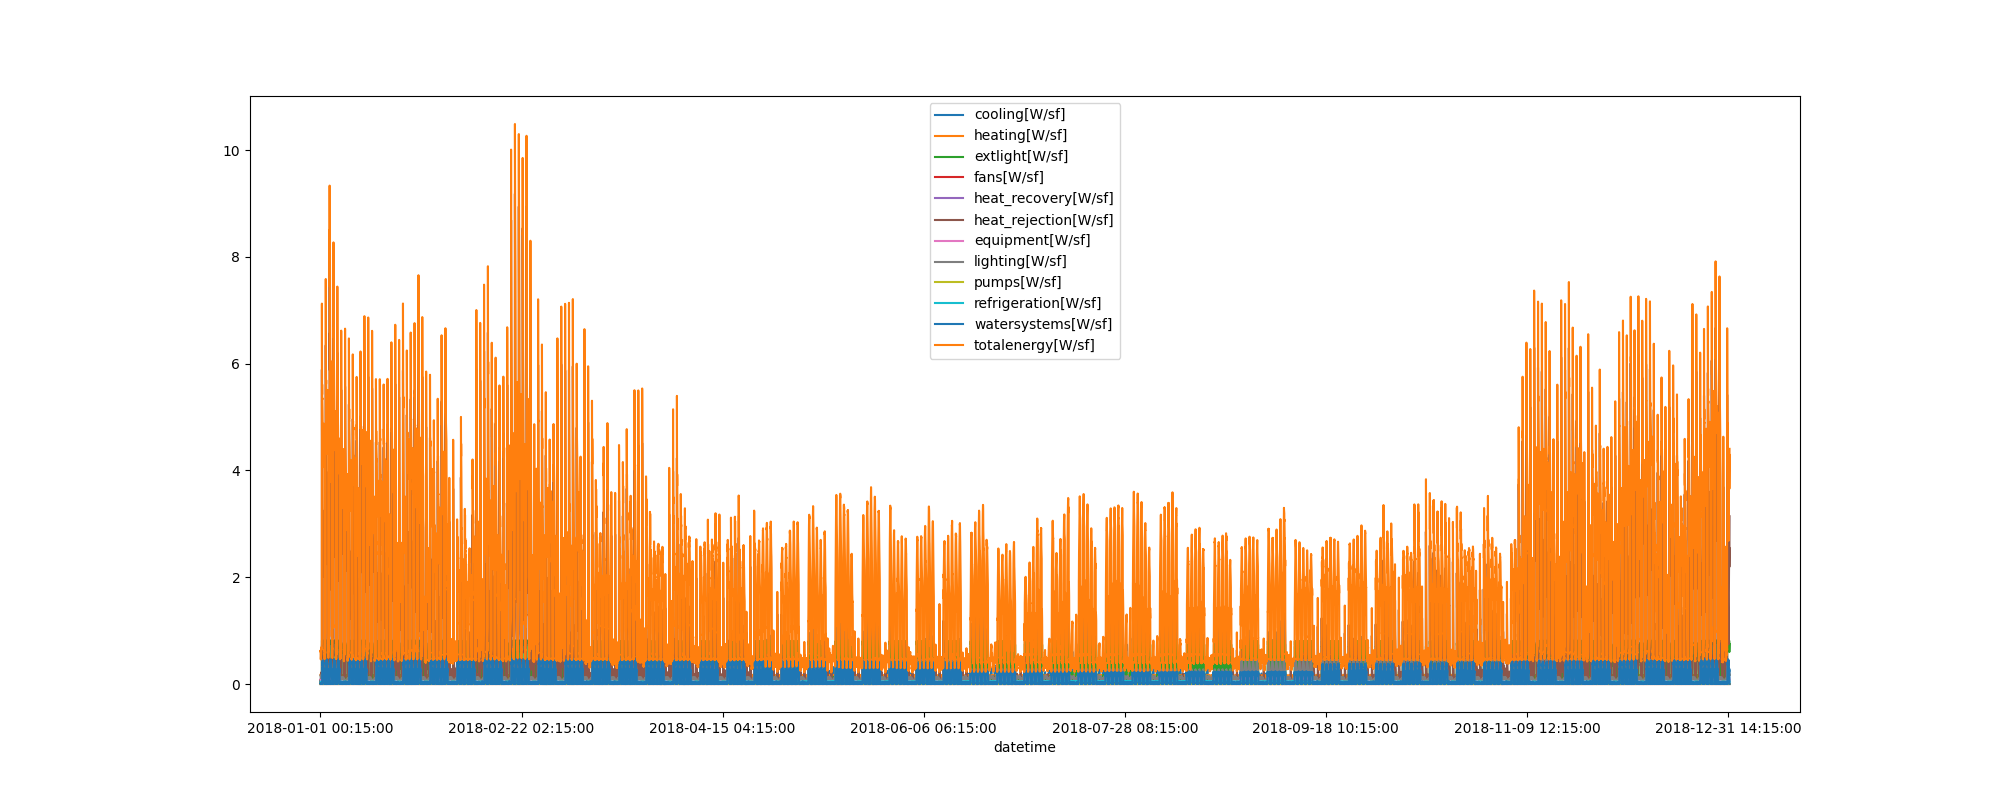 cooling[W/sf]
heating[W/sf]
extlight[W/sf]
fans[W/sf]
heat_recovery[W/sf]
heat_rejection[W/sf]
equipment[W/sf]
lighting[W/sf]
pumps[W/sf]
refrigeration[W/sf]
watersystems[W/sf]
totalenergy[W/sf]
10
8
6
4
2
0
2018-01-01 00:15:00 2018-02-22 02:15:00 2018-04-15 04:15:00 2018-06-06 06:15:00 2018-07-28 08:15:00 2018-09-18 10:15:00 2018-11-09 12:15:00 2018-12-31 14:15:00
datetime